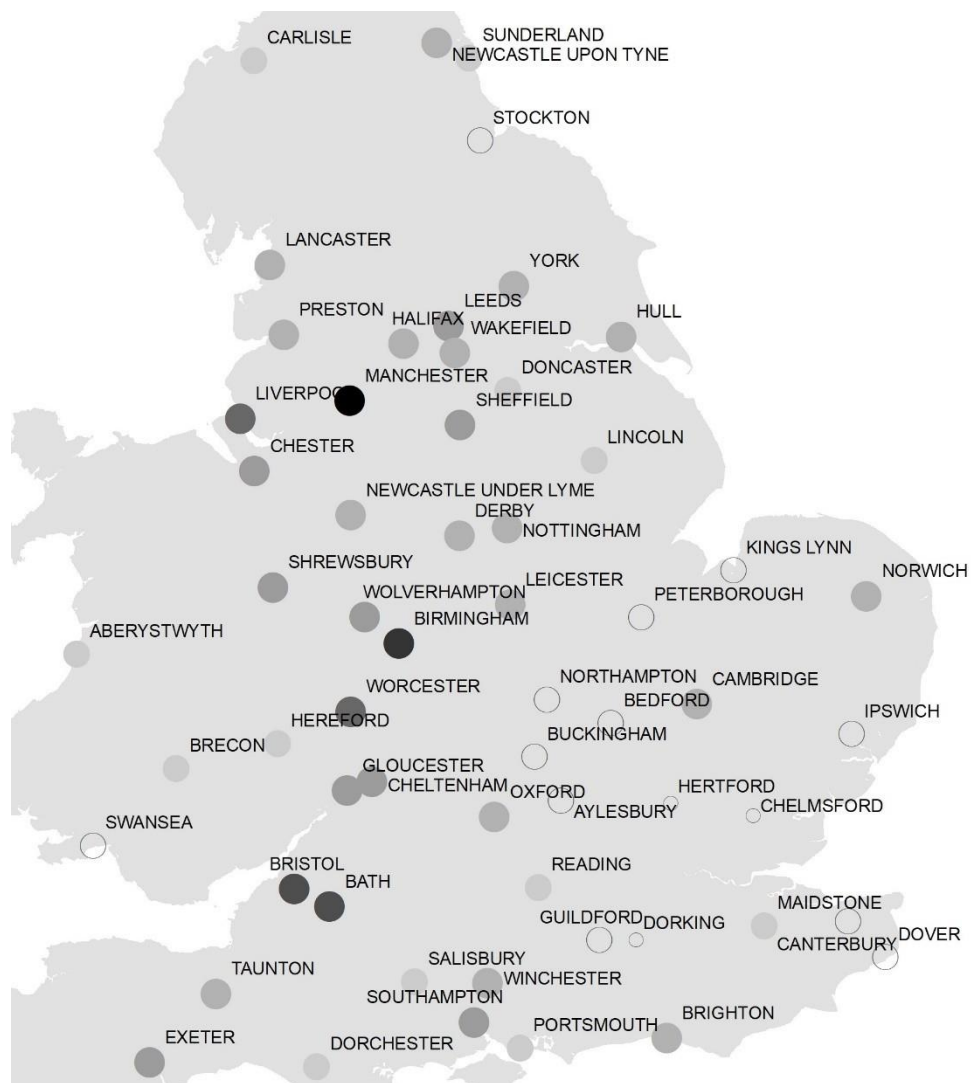 CARLISLE
SUNDERLAND
NEWCASTLE UPON TYNE
STOCKTON
LANCASTER
YORK
LEEDS
PRESTON
HALIFAX
WAKEFIELD
HULL
MANCHESTER
DONCASTER
LIVERPOO
SHEFFIELD
CHESTER
LINCOLN
NEWCASTLE UNDER LYME
DERBY
NOTTINGHAM
KINGS LYNN
SHREWSBURY
LEICESTER
NORWICH
WOLVERHAMPTON
PETERBOROUGH
BIRMINGHAM
ABERYSTWYTH
NORTHAMPTON
CAMBRIDGE
WORCESTER
BEDFORD
IPSWICH
HEREFORD
BUCKINGHAM
BRECON
GLOUCESTER
CHELTENHAM
OXFORD
HERTFORD
AYLESBURY
CHELMSFORD
SWANSEA
BRISTOL
READING
BATH
MAIDSTONE
GUILDFORD
DORKING
DOVER
CANTERBURY
SALISBURY
TAUNTON
WINCHESTER
SOUTHAMPTON
PORTSMOUTH
BRIGHTON
EXETER
DORCHESTER